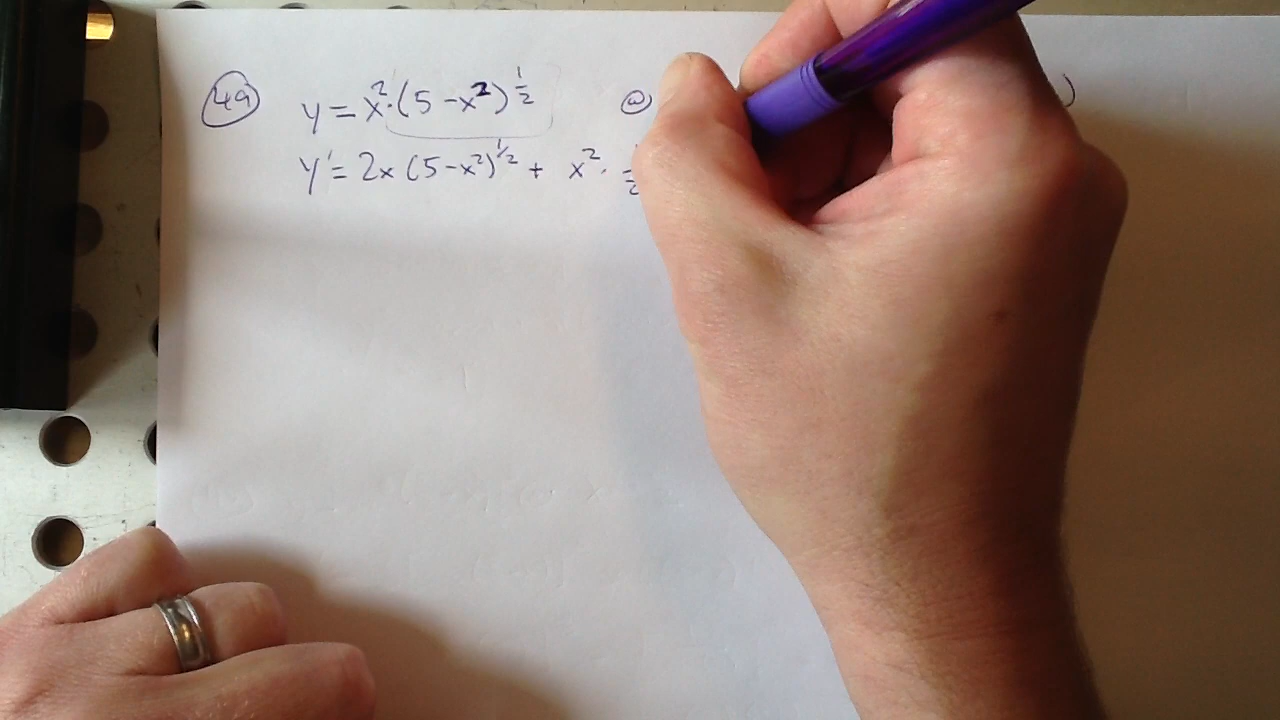 49 y = x²·(5-x²)^½ @ )
y' = 2x(5-x²)^½ + x²·